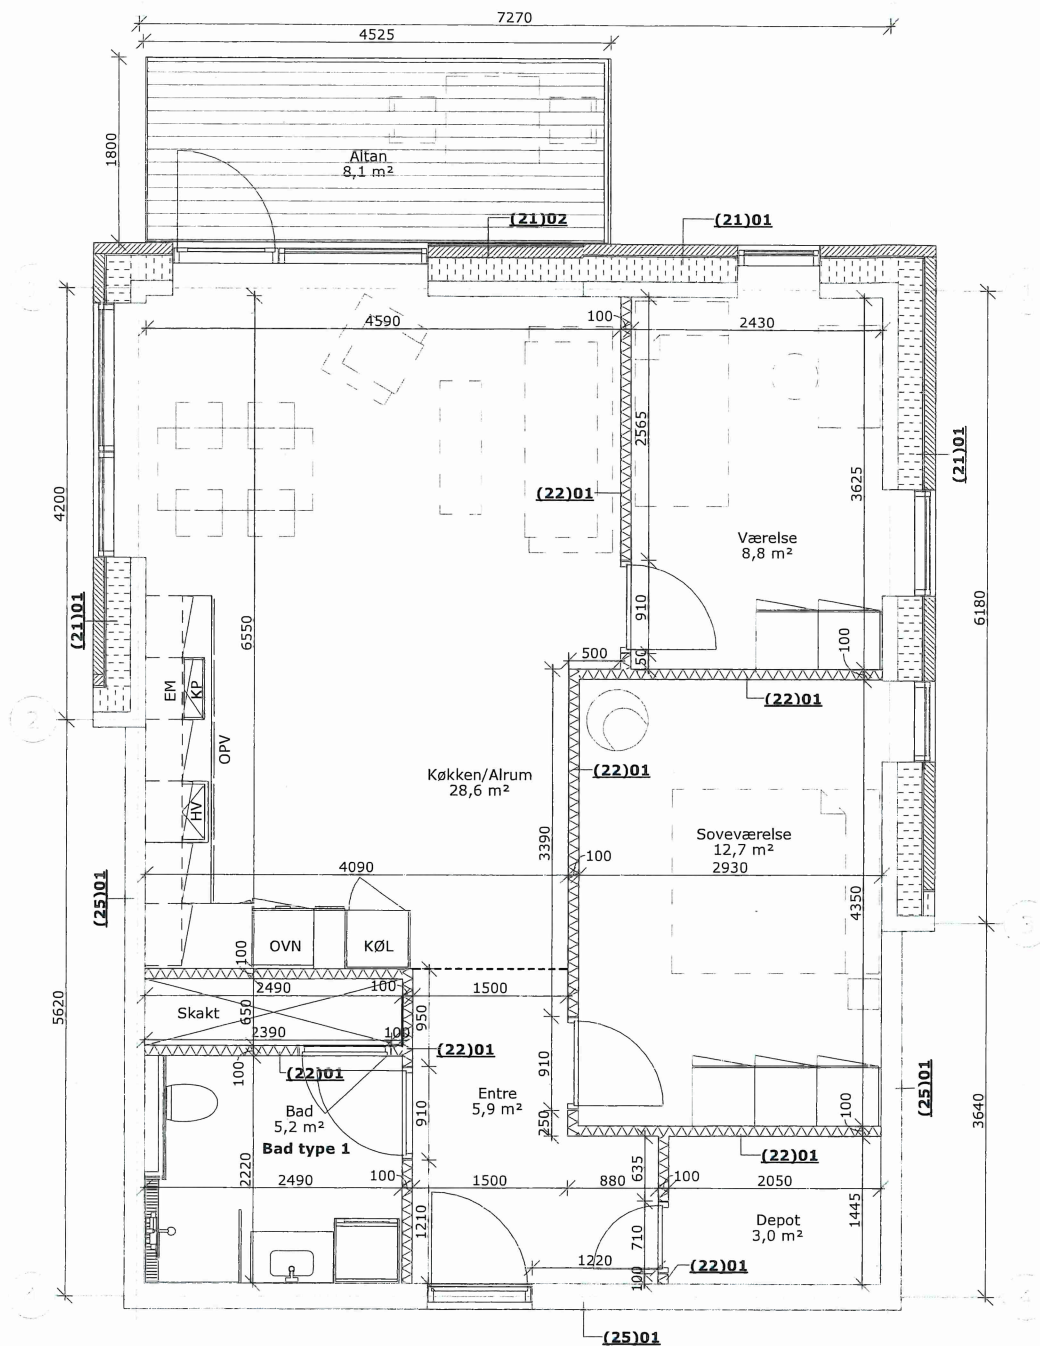 7270
4525
1800
Altan
8,1 m²
(21)02
(21)01
4590
100
2430
4200
2565
(22)01
3625
(21)01
Værelse
8,8 m²
(21)01
6550
910
6180
500
50
100
EM
KP
(22)01
OPV
(22)01
Køkken/Alrum
28,6 m²
HV
Soveværelse
12,7 m²
3390
100
4090
2930
4350
(25)01
OVN
KØL
100
2490
100
1500
5620
Skakt
650
950
2390
100
(22)01
100
(22)01
910
Entre
5,9 m²
(25)01
3640
Bad
5,2 m²
Bad type 1
910
250
100
(22)01
2220
2490
100
1500
880
635
100
2050
1210
1445
Depot
3,0 m²
710
1220
100
(22)01
(25)01